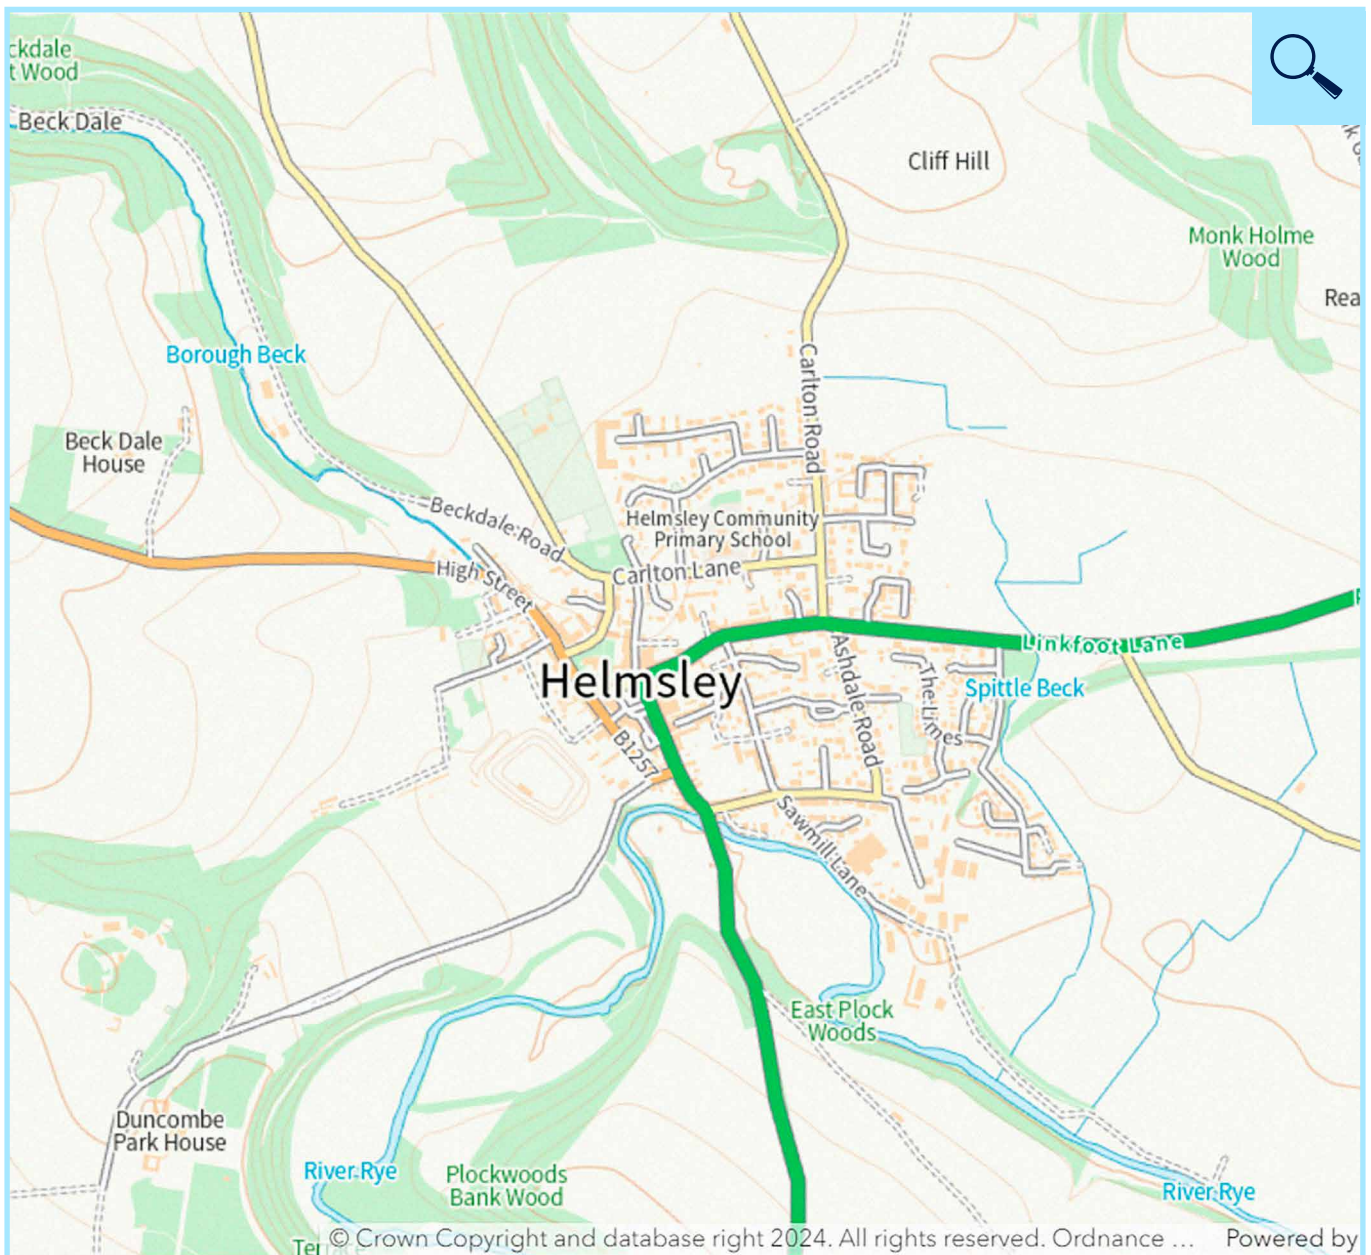 ckdale
t Wood
Beck Dale
Cliff Hill
Monk Holme
Wood
Rea
Borough Beck
Carlton Road
Beck Dale
House
Beckdale Road
Helmsley Community
Primary School
High Street
Carlton Lane
Linkfoot Lane
Helmsley
Ashdale Road
The Limes
Spittle Beck
B1257
Sawmill Lane
East Plock
Woods
Duncombe
Park House
River Rye
Plockwoods
Bank Wood
River Rye
© Crown Copyright and database right 2024. All rights reserved. Ordnance ...
Powered by